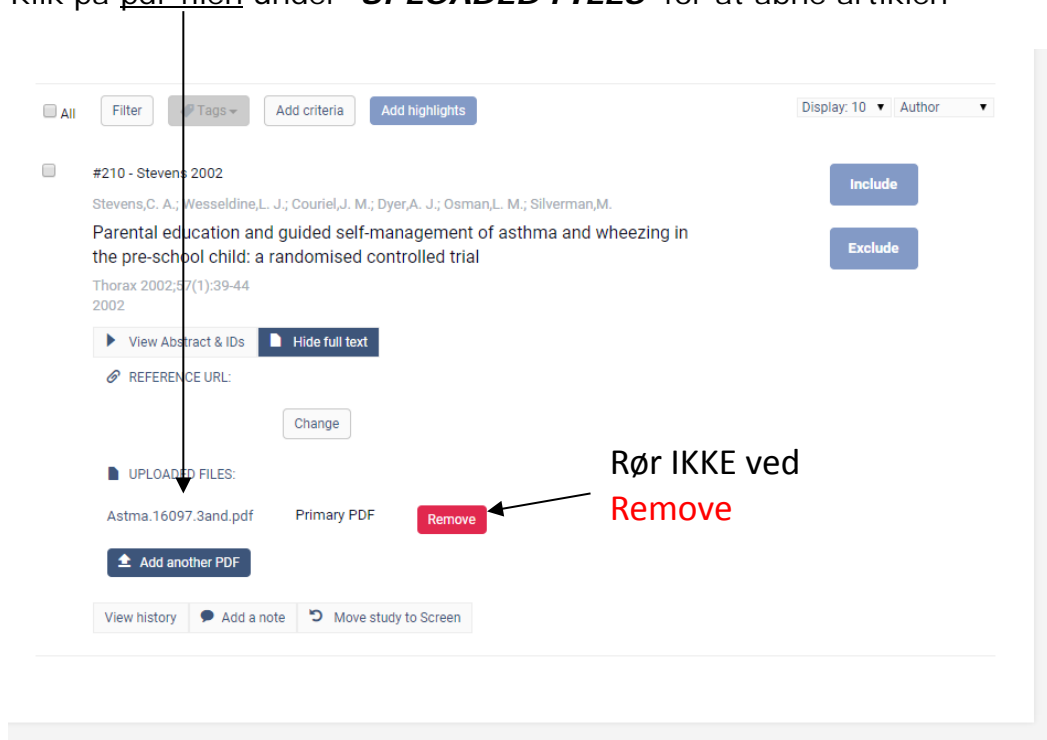 Klik på pdf-filen under "UPLOADED FILES" for at åbne artiklen
All Filter Tags Add criteria Add highlights Display: 10 Author
#210 - Stevens 2002
Include
Stevens,C. A.; Wesseldine,L. J.; Couriel,J. M.; Dyer,A. J.; Osman,L. M.; Silverman,M.
Parental education and guided self-management of asthma and wheezing in
the pre-school child: a randomised controlled trial
Exclude
Thorax 2002;57(1):39-44
2002
View Abstract & IDs Hide full text
REFERENCE URL:
Change
UPLOADED FILES:
Rør IKKE ved
Remove
Astma.16097.3and.pdf Primary PDF Remove
Add another PDF
View history Add a note Move study to Screen